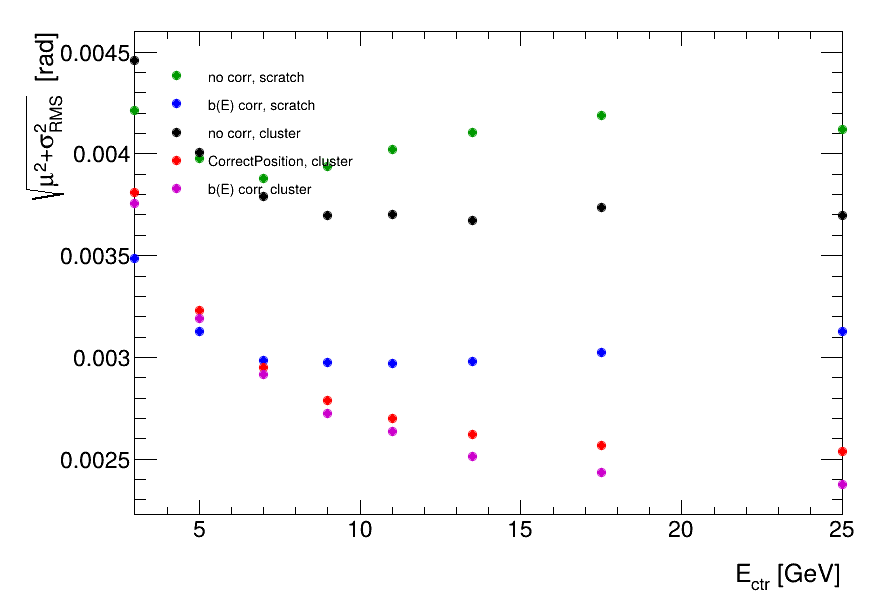 √μ²+σ²RMS [rad]
0.0045
0.004
0.0035
0.003
0.0025
no corr, scratch
b(E) corr, scratch
no corr, cluster
CorrectPosition, cluster
b(E) corr, cluster
5 10 15 20 25
Ectr [GeV]